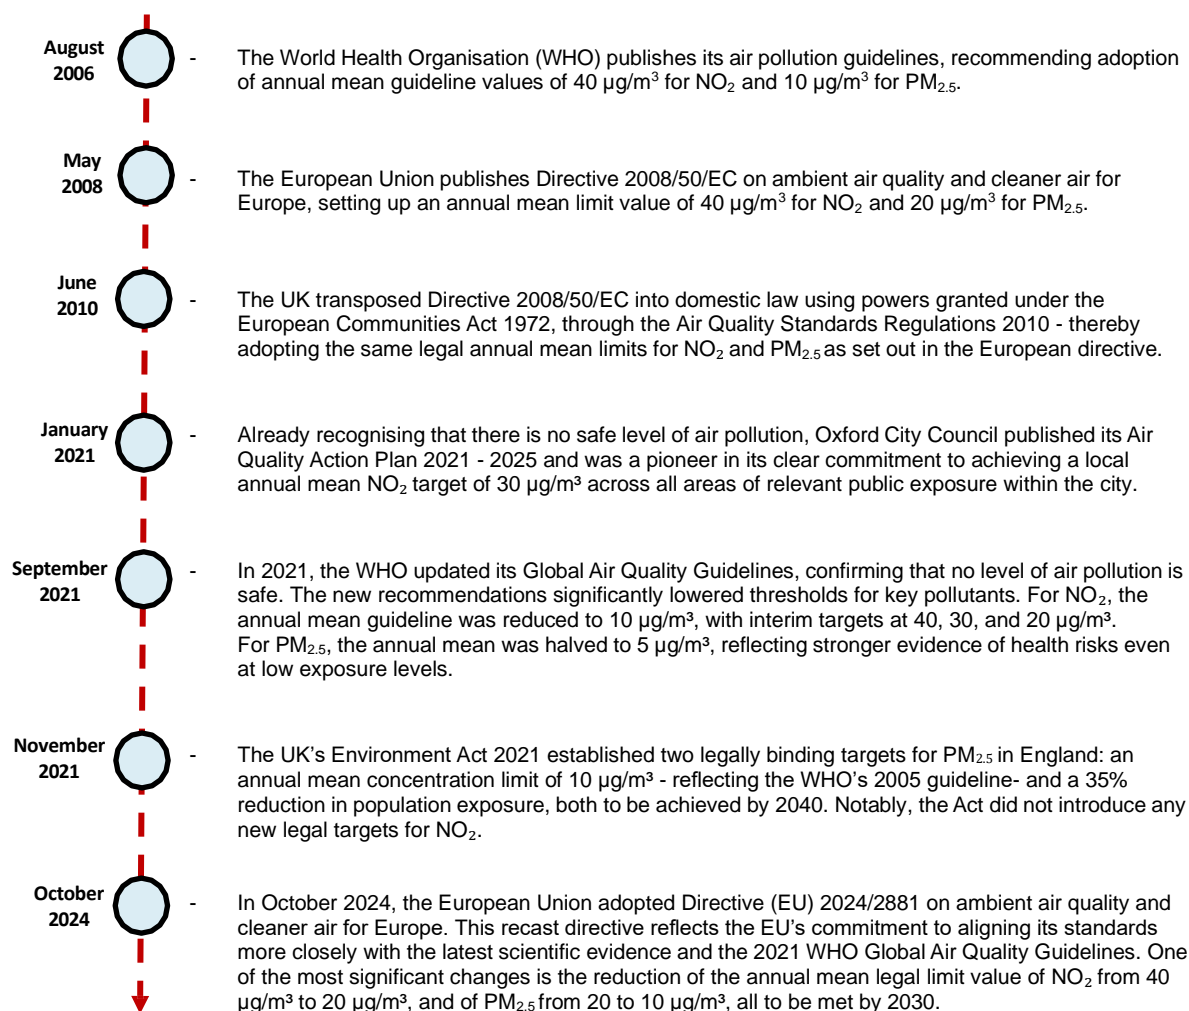 August
2006
- The World Health Organisation (WHO) publishes its air pollution guidelines, recommending adoption
of annual mean guideline values of 40 µg/m³ for NO₂ and 10 µg/m³ for PM₂.₅.
May
2008
- The European Union publishes Directive 2008/50/EC on ambient air quality and cleaner air for
Europe, setting up an annual mean limit value of 40 µg/m³ for NO₂ and 20 µg/m³ for PM₂.₅.
June
2010
- The UK transposed Directive 2008/50/EC into domestic law using powers granted under the
European Communities Act 1972, through the Air Quality Standards Regulations 2010 - thereby
adopting the same legal annual mean limits for NO₂ and PM₂.₅ as set out in the European directive.
January
2021
- Already recognising that there is no safe level of air pollution, Oxford City Council published its Air
Quality Action Plan 2021 - 2025 and was a pioneer in its clear commitment to achieving a local
annual mean NO₂ target of 30 µg/m³ across all areas of relevant public exposure within the city.
September
2021
- In 2021, the WHO updated its Global Air Quality Guidelines, confirming that no level of air pollution is
safe. The new recommendations significantly lowered thresholds for key pollutants. For NO₂, the
annual mean guideline was reduced to 10 µg/m³, with interim targets at 40, 30, and 20 µg/m³.
For PM₂.₅, the annual mean was halved to 5 µg/m³, reflecting stronger evidence of health risks even
at low exposure levels.
November
2021
- The UK's Environment Act 2021 established two legally binding targets for PM₂.₅ in England: an
annual mean concentration limit of 10 µg/m³ - reflecting the WHO's 2005 guideline- and a 35%
reduction in population exposure, both to be achieved by 2040. Notably, the Act did not introduce any
new legal targets for NO₂.
October
2024
- In October 2024, the European Union adopted Directive (EU) 2024/2881 on ambient air quality and
cleaner air for Europe. This recast directive reflects the EU's commitment to aligning its standards
more closely with the latest scientific evidence and the 2021 WHO Global Air Quality Guidelines. One
of the most significant changes is the reduction of the annual mean legal limit value of NO₂ from 40
µg/m³ to 20 µg/m³, and of PM₂.₅ from 20 to 10 µg/m³, all to be met by 2030.